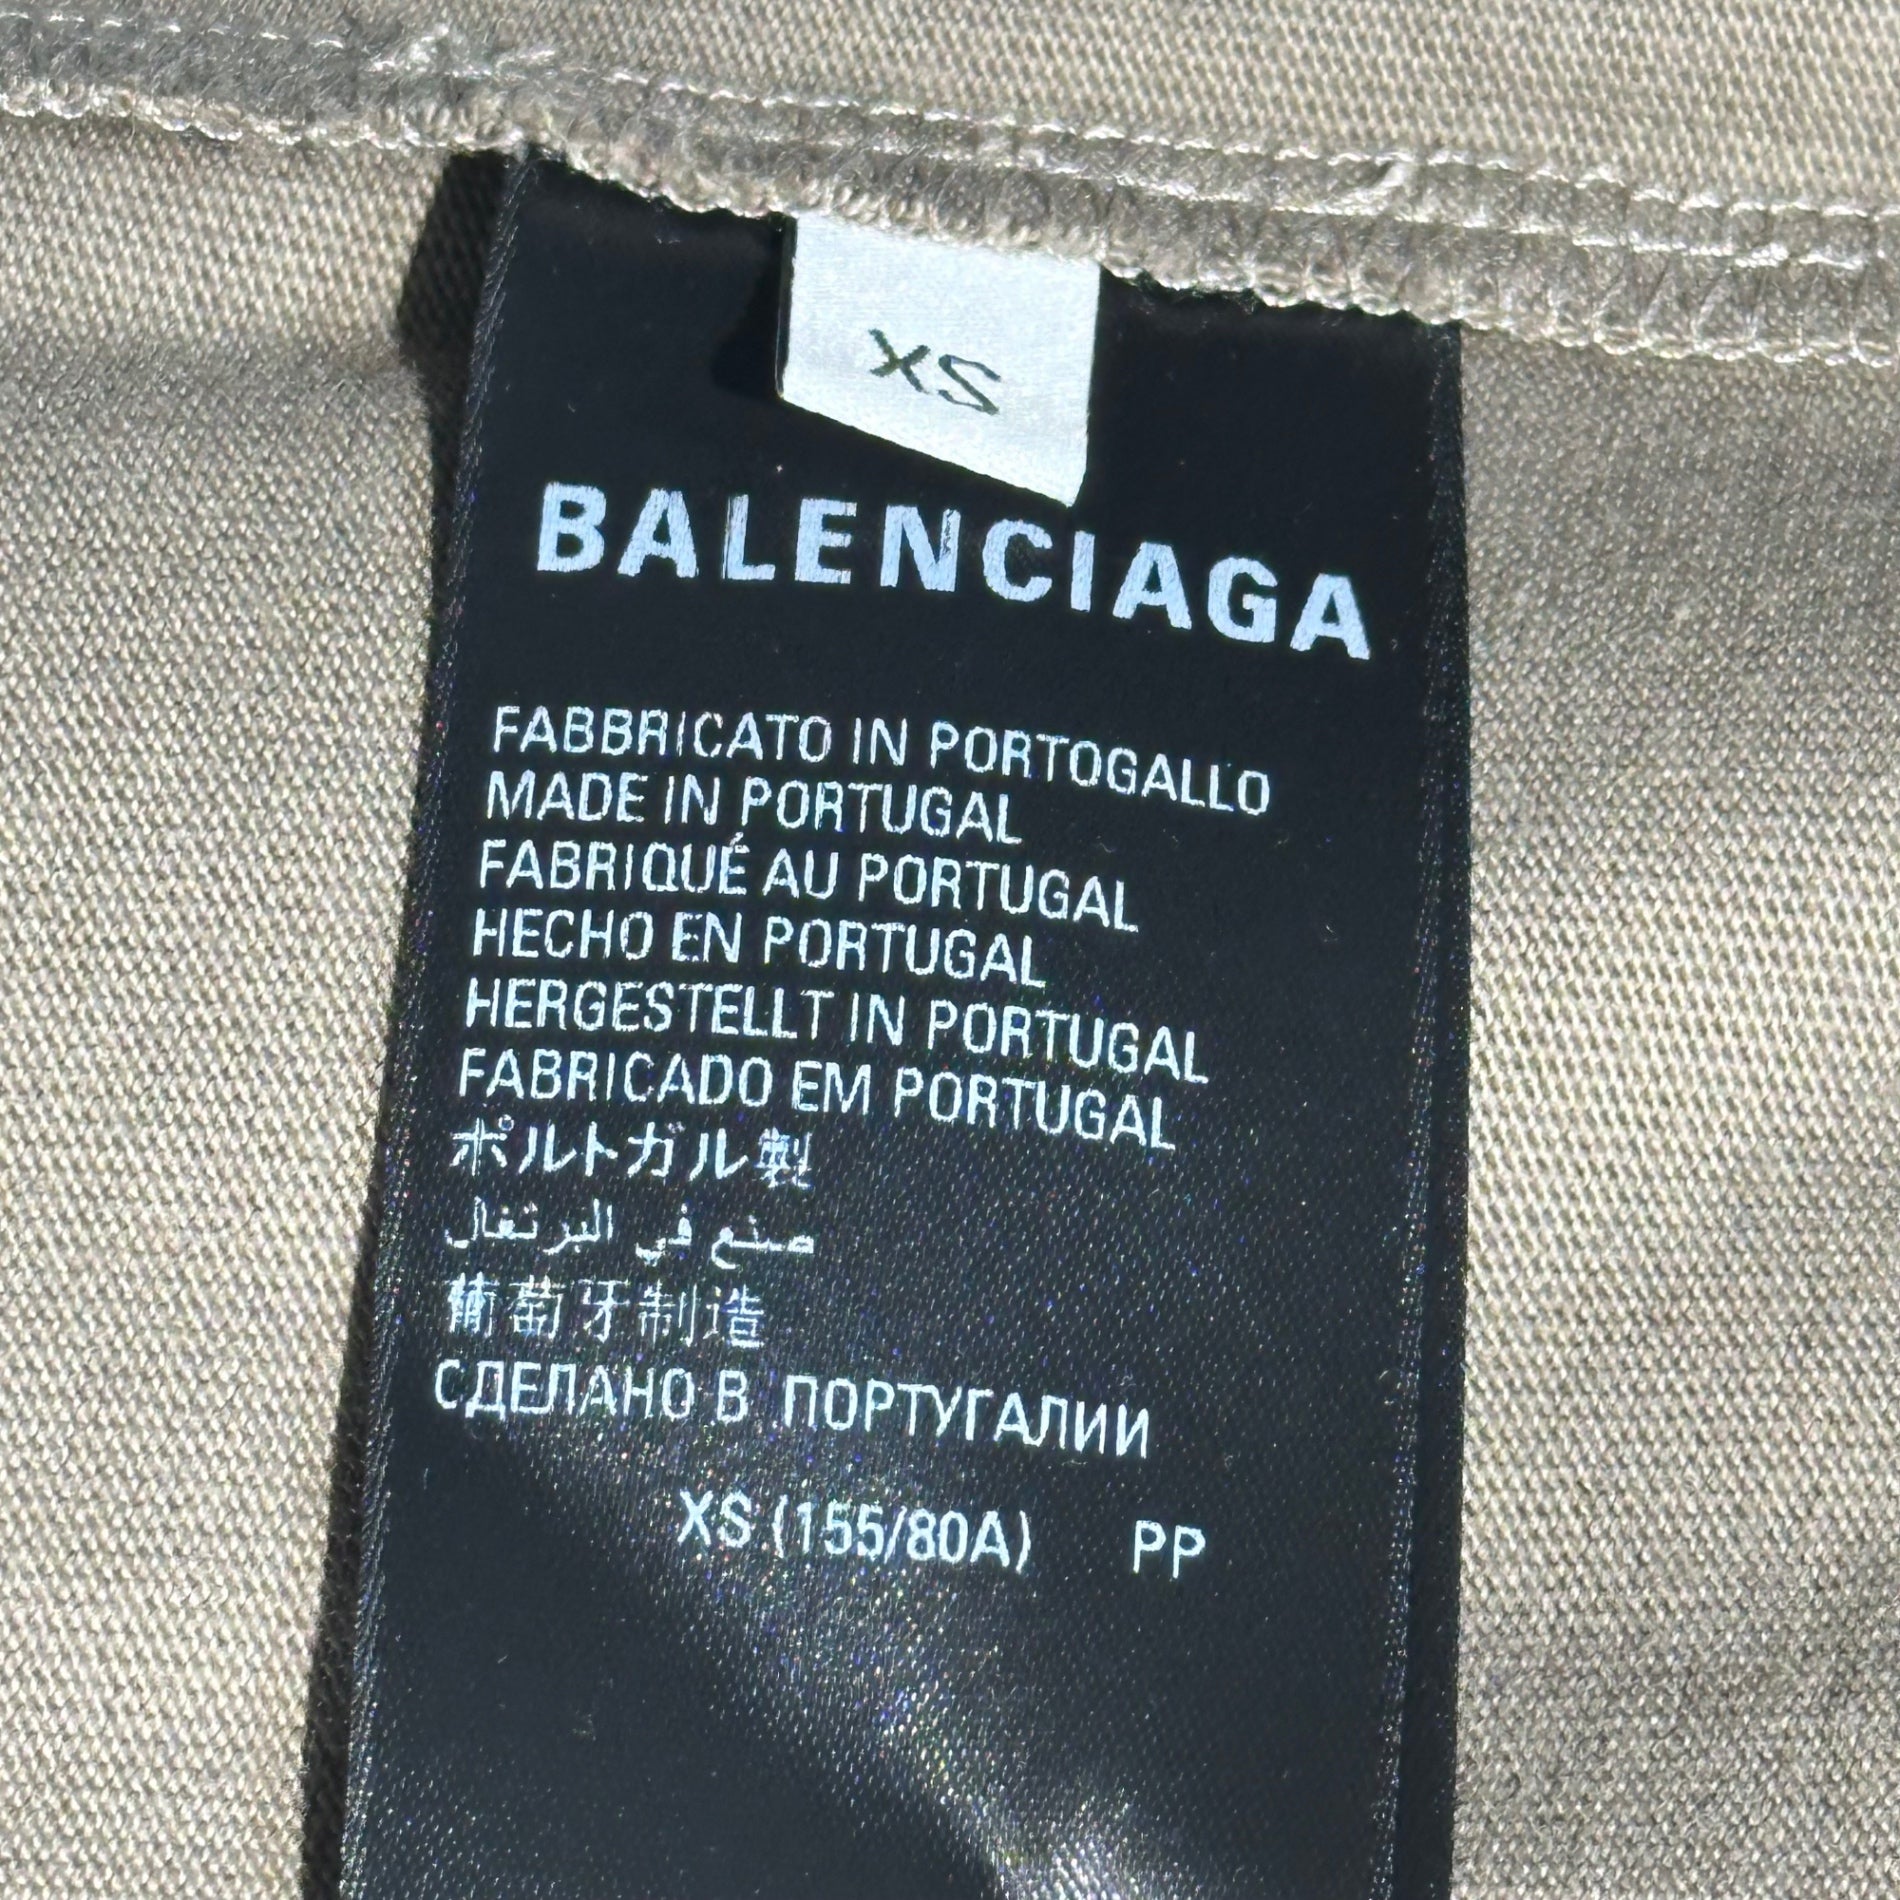 XS
BALENCIAGA
FABBRICATO IN PORTOGALLO
MADE IN PORTUGAL
FABRIQUÉ AU PORTUGAL
HECHO EN PORTUGAL
HERGESTELLT IN PORTUGAL
FABRICADO EM PORTUGAL
ポルトガル製
صنع في البرتغال
葡萄牙制造
СДЕЛАНО В ПОРТУГАЛИИ
XS (155/80A) PP